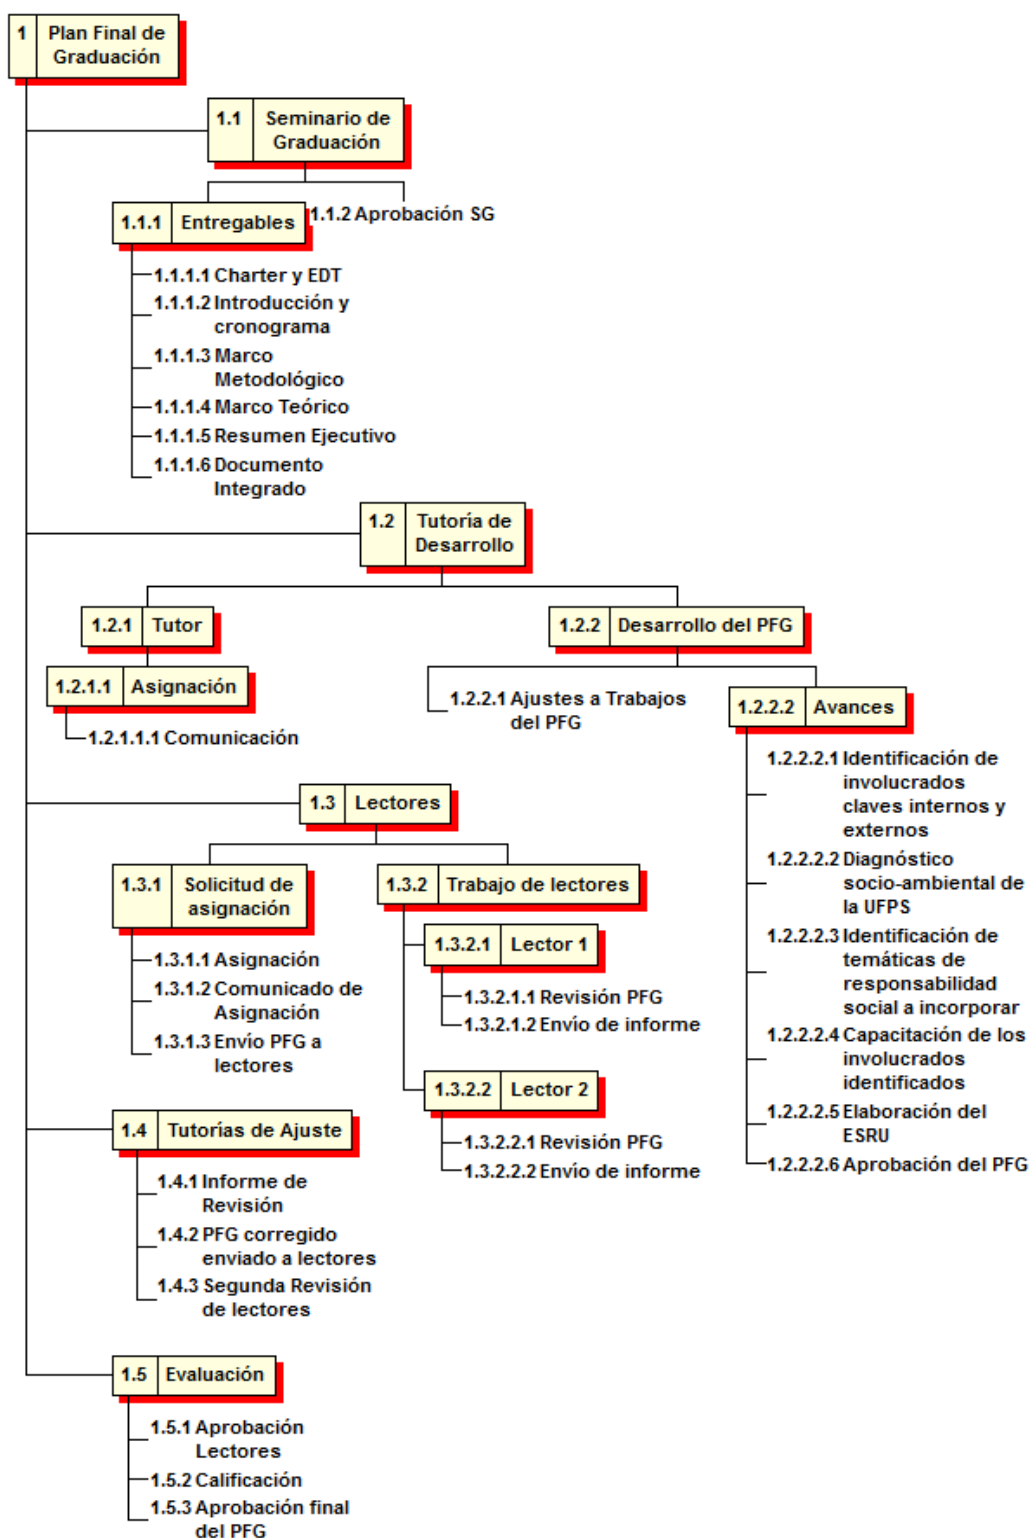 1 Plan Final de
Graduación
1.1 Seminario de
Graduación
1.1.1 Entregables
1.1.2 Aprobación SG
1.1.1.1 Charter y EDT
1.1.1.2 Introducción y
cronograma
1.1.1.3 Marco
Metodológico
1.1.1.4 Marco Teórico
1.1.1.5 Resumen Ejecutivo
1.1.1.6 Documento
Integrado
1.2 Tutoría de
Desarrollo
1.2.1 Tutor
1.2.1.1 Asignación
1.2.1.1.1 Comunicación
1.2.2 Desarrollo del PFG
1.2.2.1 Ajustes a Trabajos
del PFG
1.2.2.2 Avances
1.2.2.2.1 Identificación de
involucrados
claves internos y
externos
1.2.2.2.2 Diagnóstico
socio-ambiental de
la UFPS
1.2.2.2.3 Identificación de
temáticas de
responsabilidad
social a incorporar
1.2.2.2.4 Capacitación de los
involucrados
identificados
1.2.2.2.5 Elaboración del
ESRU
1.2.2.2.6 Aprobación del PFG
1.3 Lectores
1.3.1 Solicitud de
asignación
1.3.1.1 Asignación
1.3.1.2 Comunicado de
Asignación
1.3.1.3 Envío PFG a
lectores
1.3.2 Trabajo de lectores
1.3.2.1 Lector 1
1.3.2.1.1 Revisión PFG
1.3.2.1.2 Envío de informe
1.3.2.2 Lector 2
1.3.2.2.1 Revisión PFG
1.3.2.2.2 Envío de informe
1.4 Tutorías de Ajuste
1.4.1 Informe de
Revisión
1.4.2 PFG corregido
enviado a lectores
1.4.3 Segunda Revisión
de lectores
1.5 Evaluación
1.5.1 Aprobación
Lectores
1.5.2 Calificación
1.5.3 Aprobación final
del PFG